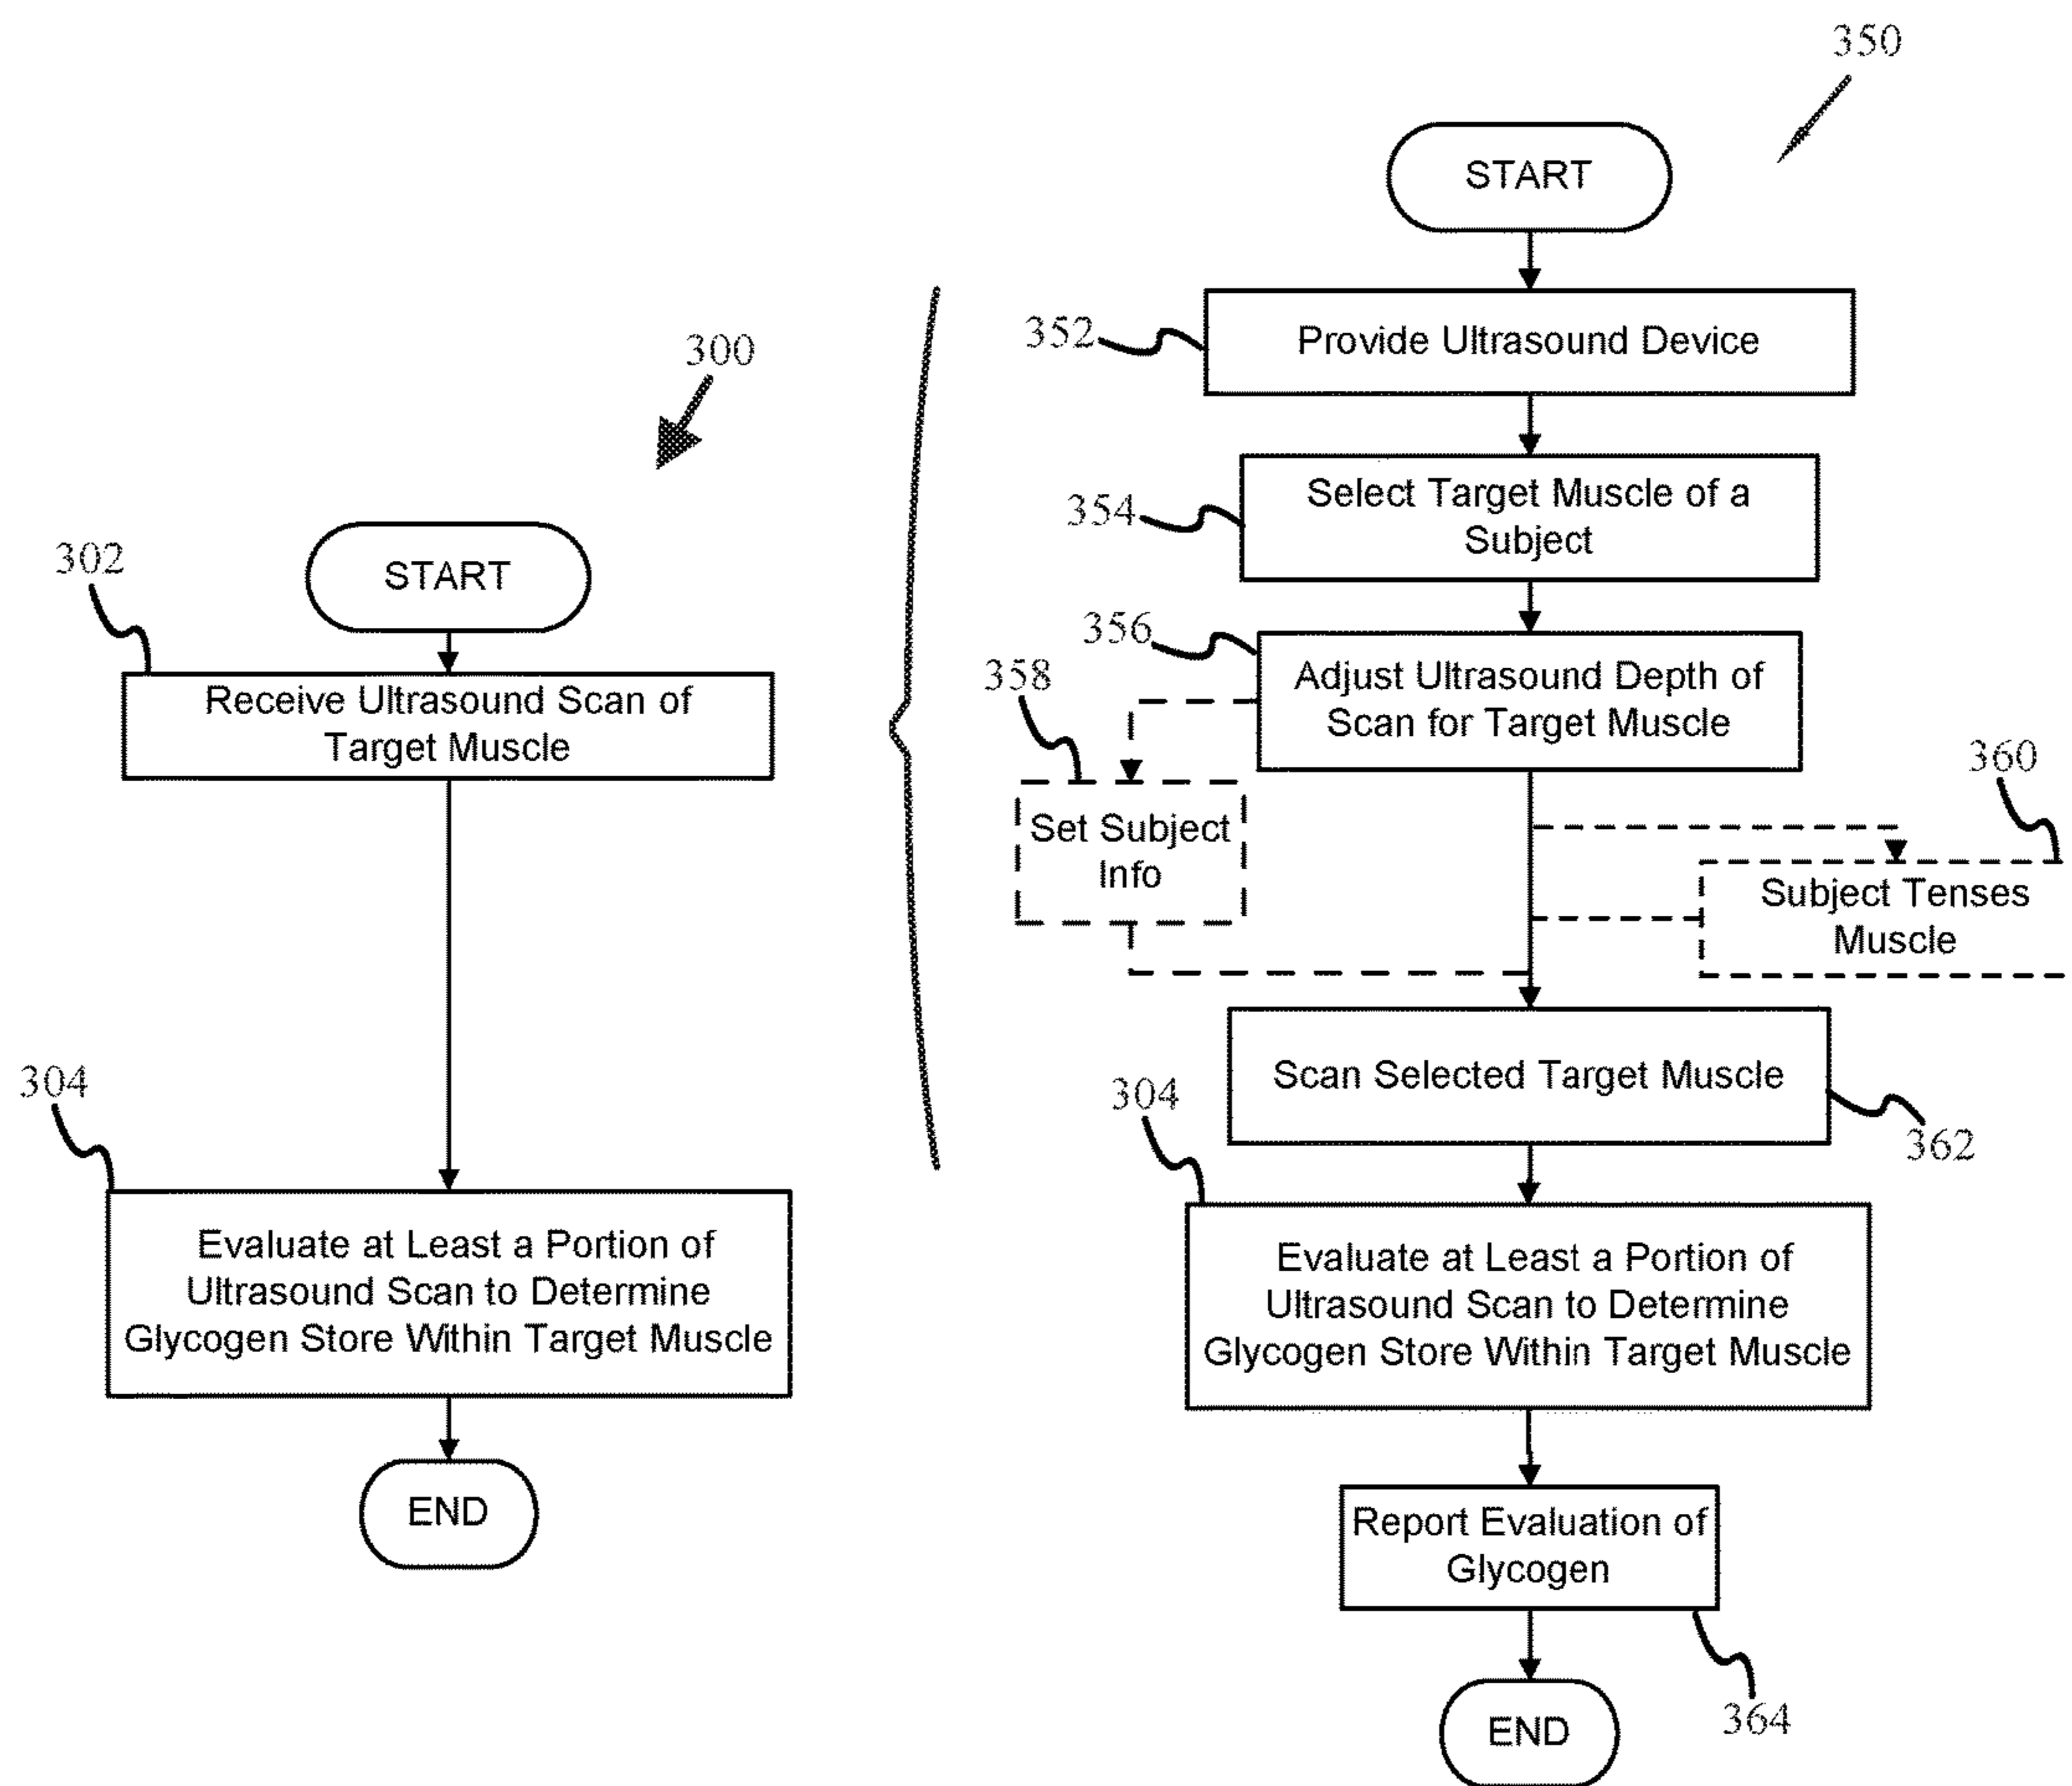 300
START
302
Receive Ultrasound Scan of
Target Muscle
304
Evaluate at Least a Portion of
Ultrasound Scan to Determine
Glycogen Store Within Target Muscle
END
350
START
352
Provide Ultrasound Device
354
Select Target Muscle of a
Subject
356
Adjust Ultrasound Depth of
Scan for Target Muscle
358
Set Subject
Info
360
Subject Tenses
Muscle
Scan Selected Target Muscle
362
304
Evaluate at Least a Portion of
Ultrasound Scan to Determine
Glycogen Store Within Target Muscle
Report Evaluation of
Glycogen
364
END